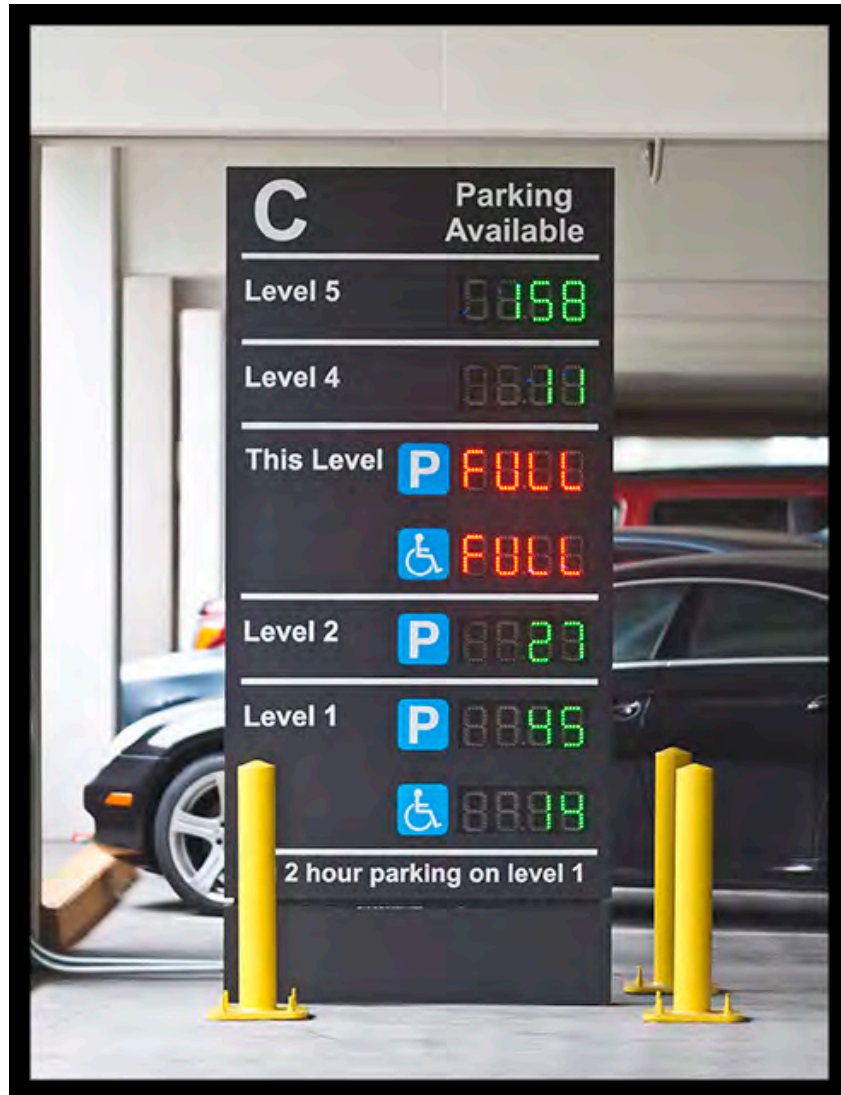 C
Parking
Available
Level 5 158
Level 4 11
This Level P FULL
FULL
Level 2 P 27
Level 1 P 45
14
2 hour parking on level 1